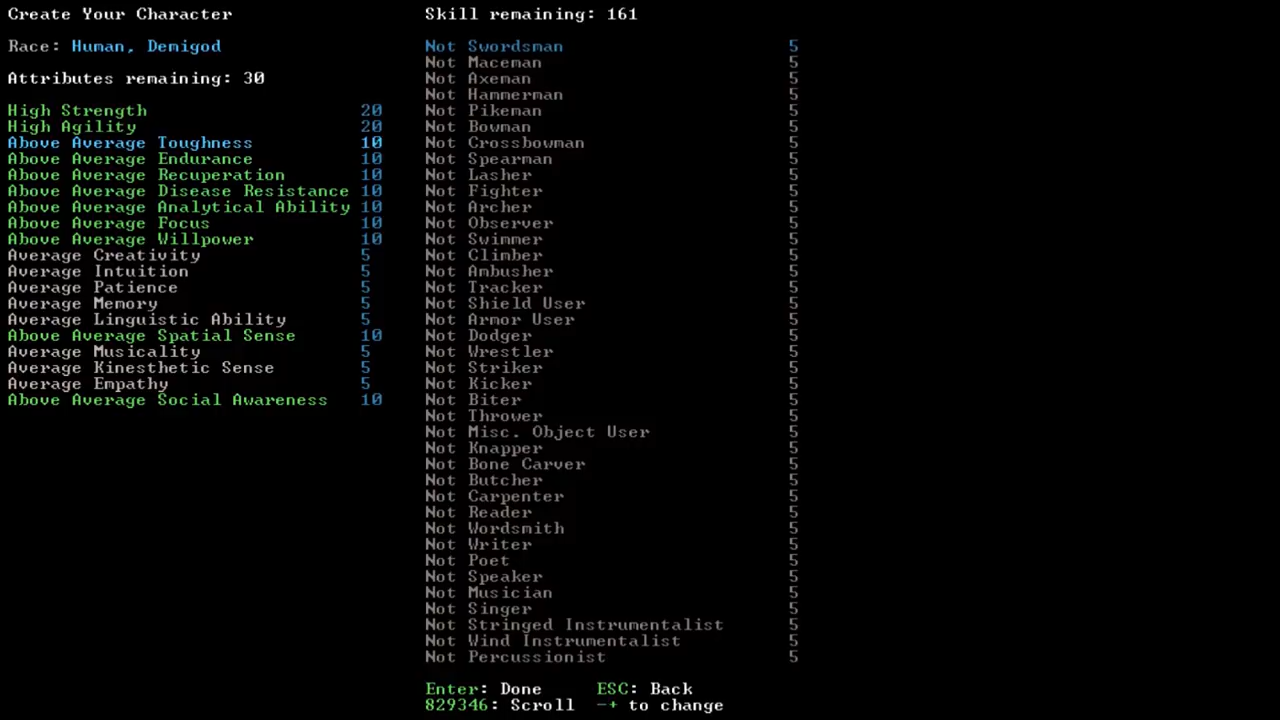 Create Your Character
Race: Human, Demigod
Attributes remaining: 30
High Strength 20
High Agility 20
Above Average Toughness 10
Above Average Endurance 10
Above Average Recuperation 10
Above Average Disease Resistance 10
Above Average Analytical Ability 10
Above Average Focus 10
Above Average Willpower 10
Average Creativity 5
Average Intuition 5
Average Patience 5
Average Memory 5
Average Linguistic Ability 5
Above Average Spatial Sense 10
Average Musicality 5
Average Kinesthetic Sense 5
Average Empathy 5
Above Average Social Awareness 10
Skill remaining: 161
Not Swordsman 5
Not Maceman 5
Not Axeman 5
Not Hammerman 5
Not Pikeman 5
Not Bowman 5
Not Crossbowman 5
Not Spearman 5
Not Lasher 5
Not Fighter 5
Not Archer 5
Not Observer 5
Not Swimmer 5
Not Climber 5
Not Ambusher 5
Not Tracker 5
Not Shield User 5
Not Armor User 5
Not Dodger 5
Not Wrestler 5
Not Striker 5
Not Kicker 5
Not Biter 5
Not Thrower 5
Not Misc. Object User 5
Not Knapper 5
Not Bone Carver 5
Not Butcher 5
Not Carpenter 5
Not Reader 5
Not Wordsmith 5
Not Writer 5
Not Poet 5
Not Speaker 5
Not Musician 5
Not Singer 5
Not Stringed Instrumentalist 5
Not Wind Instrumentalist 5
Not Percussionist 5
Enter: Done ESC: Back
829346: Scroll -+ to change